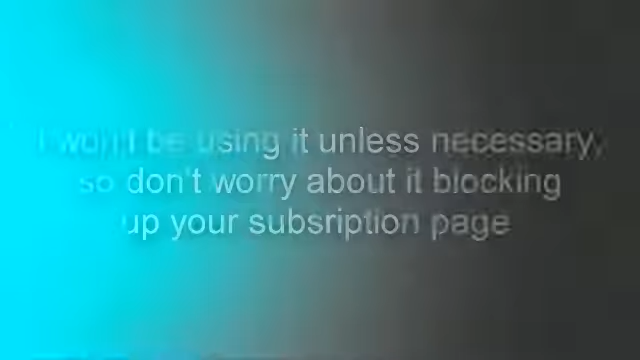 I won't be using it unless necessary,
so don't worry about it blocking
up your subsription page